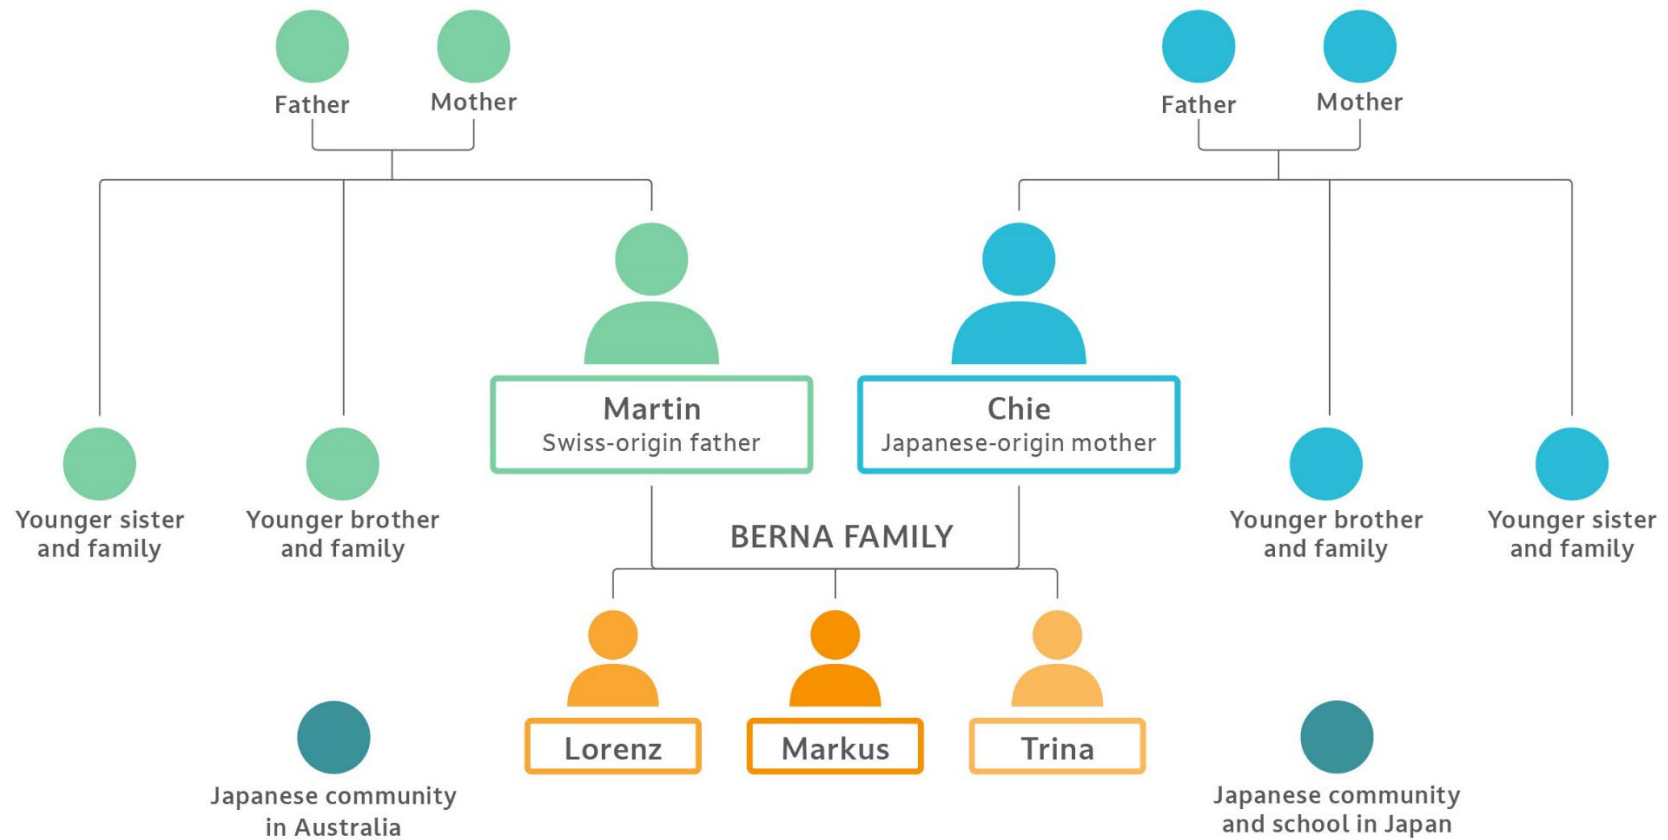 Father
Mother
Father
Mother
Martin
Swiss-origin father
Chie
Japanese-origin mother
Younger sister
and family
Younger brother
and family
BERNA FAMILY
Younger brother
and family
Younger sister
and family
Lorenz
Markus
Trina
Japanese community
in Australia
Japanese community
and school in Japan